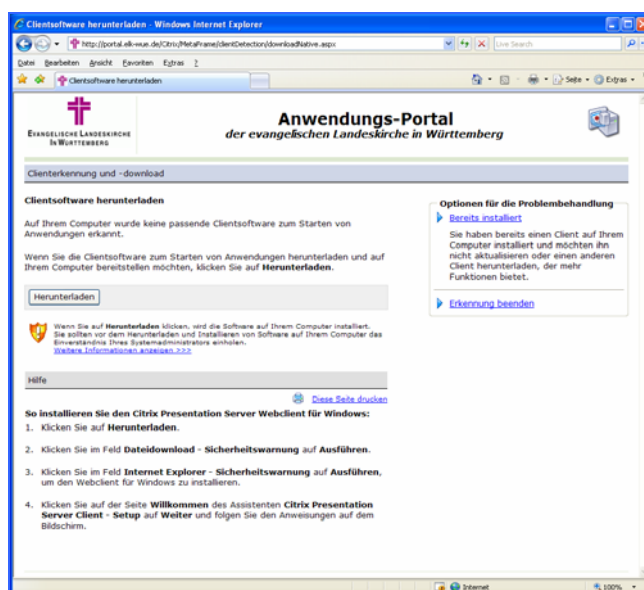 Clientsoftware herunterladen - Windows Internet Explorer
http://portal.elk-wue.de/Citrix/MetaFrame/clientDetection/downloadNative.aspx
Live Search
Datei Bearbeiten Ansicht Favoriten Extras ?
Clientsoftware herunterladen
Seite Extras
EVANGELISCHE LANDESKIRCHE
IN WÜRTTEMBERG
Anwendungs-Portal
der evangelischen Landeskirche in Württemberg
Clienterkennung und -download
Clientsoftware herunterladen
Auf Ihrem Computer wurde keine passende Clientsoftware zum Starten von
Anwendungen erkannt.
Wenn Sie die Clientsoftware zum Starten von Anwendungen herunterladen und auf
Ihrem Computer bereitstellen möchten, klicken Sie auf Herunterladen.
Herunterladen
Wenn Sie auf Herunterladen klicken, wird die Software auf Ihrem Computer installiert.
Sie sollten vor dem Herunterladen und Installieren von Software auf Ihrem Computer das
Einverständnis Ihres Systemadministrators einholen.
Weitere Informationen anzeigen >>>
Hilfe
Diese Seite drucken
So installieren Sie den Citrix Presentation Server Webclient für Windows:
1. Klicken Sie auf Herunterladen.
2. Klicken Sie im Feld Dateidownload - Sicherheitswarnung auf Ausführen.
3. Klicken Sie im Feld Internet Explorer - Sicherheitswarnung auf Ausführen,
um den Webclient für Windows zu installieren.
4. Klicken Sie auf der Seite Willkommen des Assistenten Citrix Presentation
Server Client - Setup auf Weiter und folgen Sie den Anweisungen auf dem
Bildschirm.
Optionen für die Problembehandlung
Bereits installiert
Sie haben bereits einen Client auf Ihrem
Computer installiert und möchten ihn
nicht aktualisieren oder einen anderen
Client herunterladen, der mehr
Funktionen bietet.
Erkennung beenden
Internet
100%